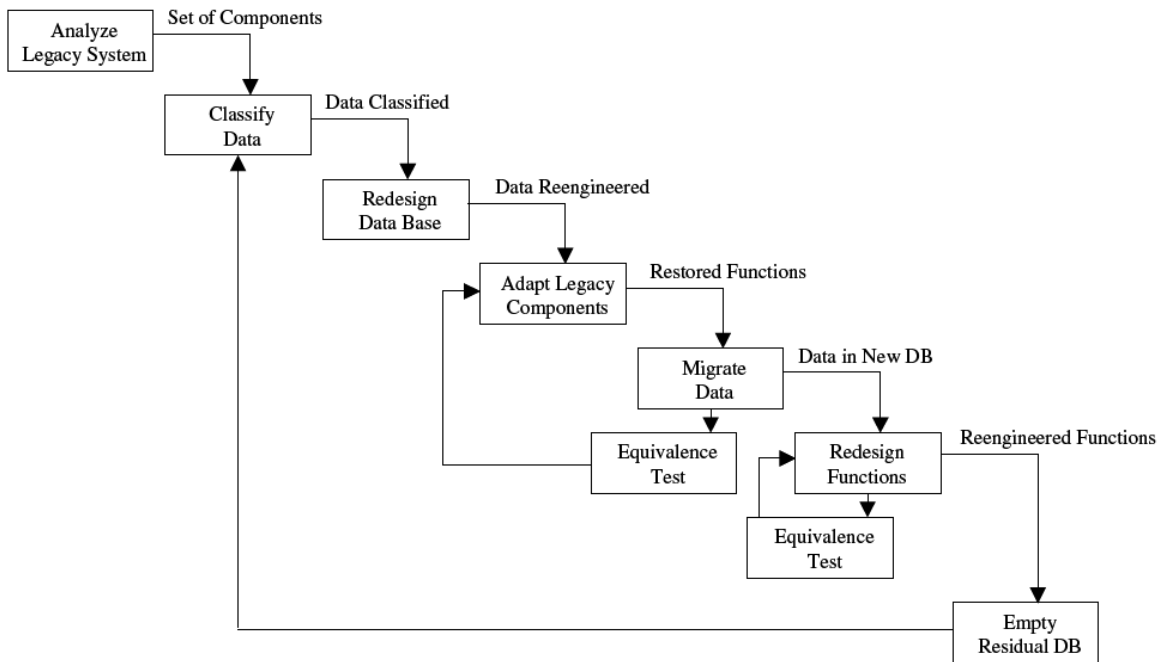 Set of Components
Analyze
Legacy System
Data Classified
Classify
Data
Data Reengineered
Redesign
Data Base
Restored Functions
Adapt Legacy
Components
Data in New DB
Migrate
Data
Reengineered Functions
Equivalence
Test
Redesign
Functions
Equivalence
Test
Empty
Residual DB